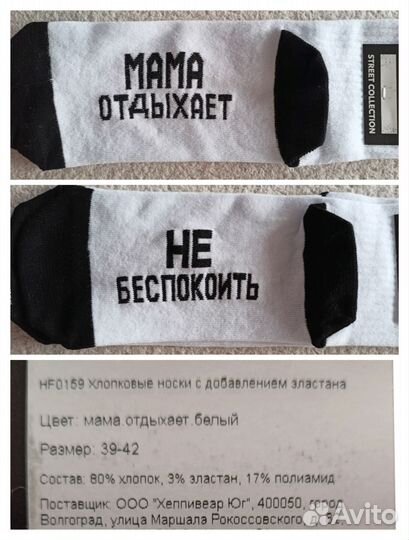 МАМА
ОТДЫХАЕТ
STREET COLLECTION
НЕ
БЕСПОКОИТЬ
HF0159 Хлопковые носки с добавлением эластана
Цвет: мама.отдыхает.белый
Размер: 39-42
Состав: 80% хлопок, 3% эластан, 17% полиамид
Поставщик: ООО "Хеппивеар Юг", 400050, город
Волгоград, улица Маршала Рокоссовского,
Avito